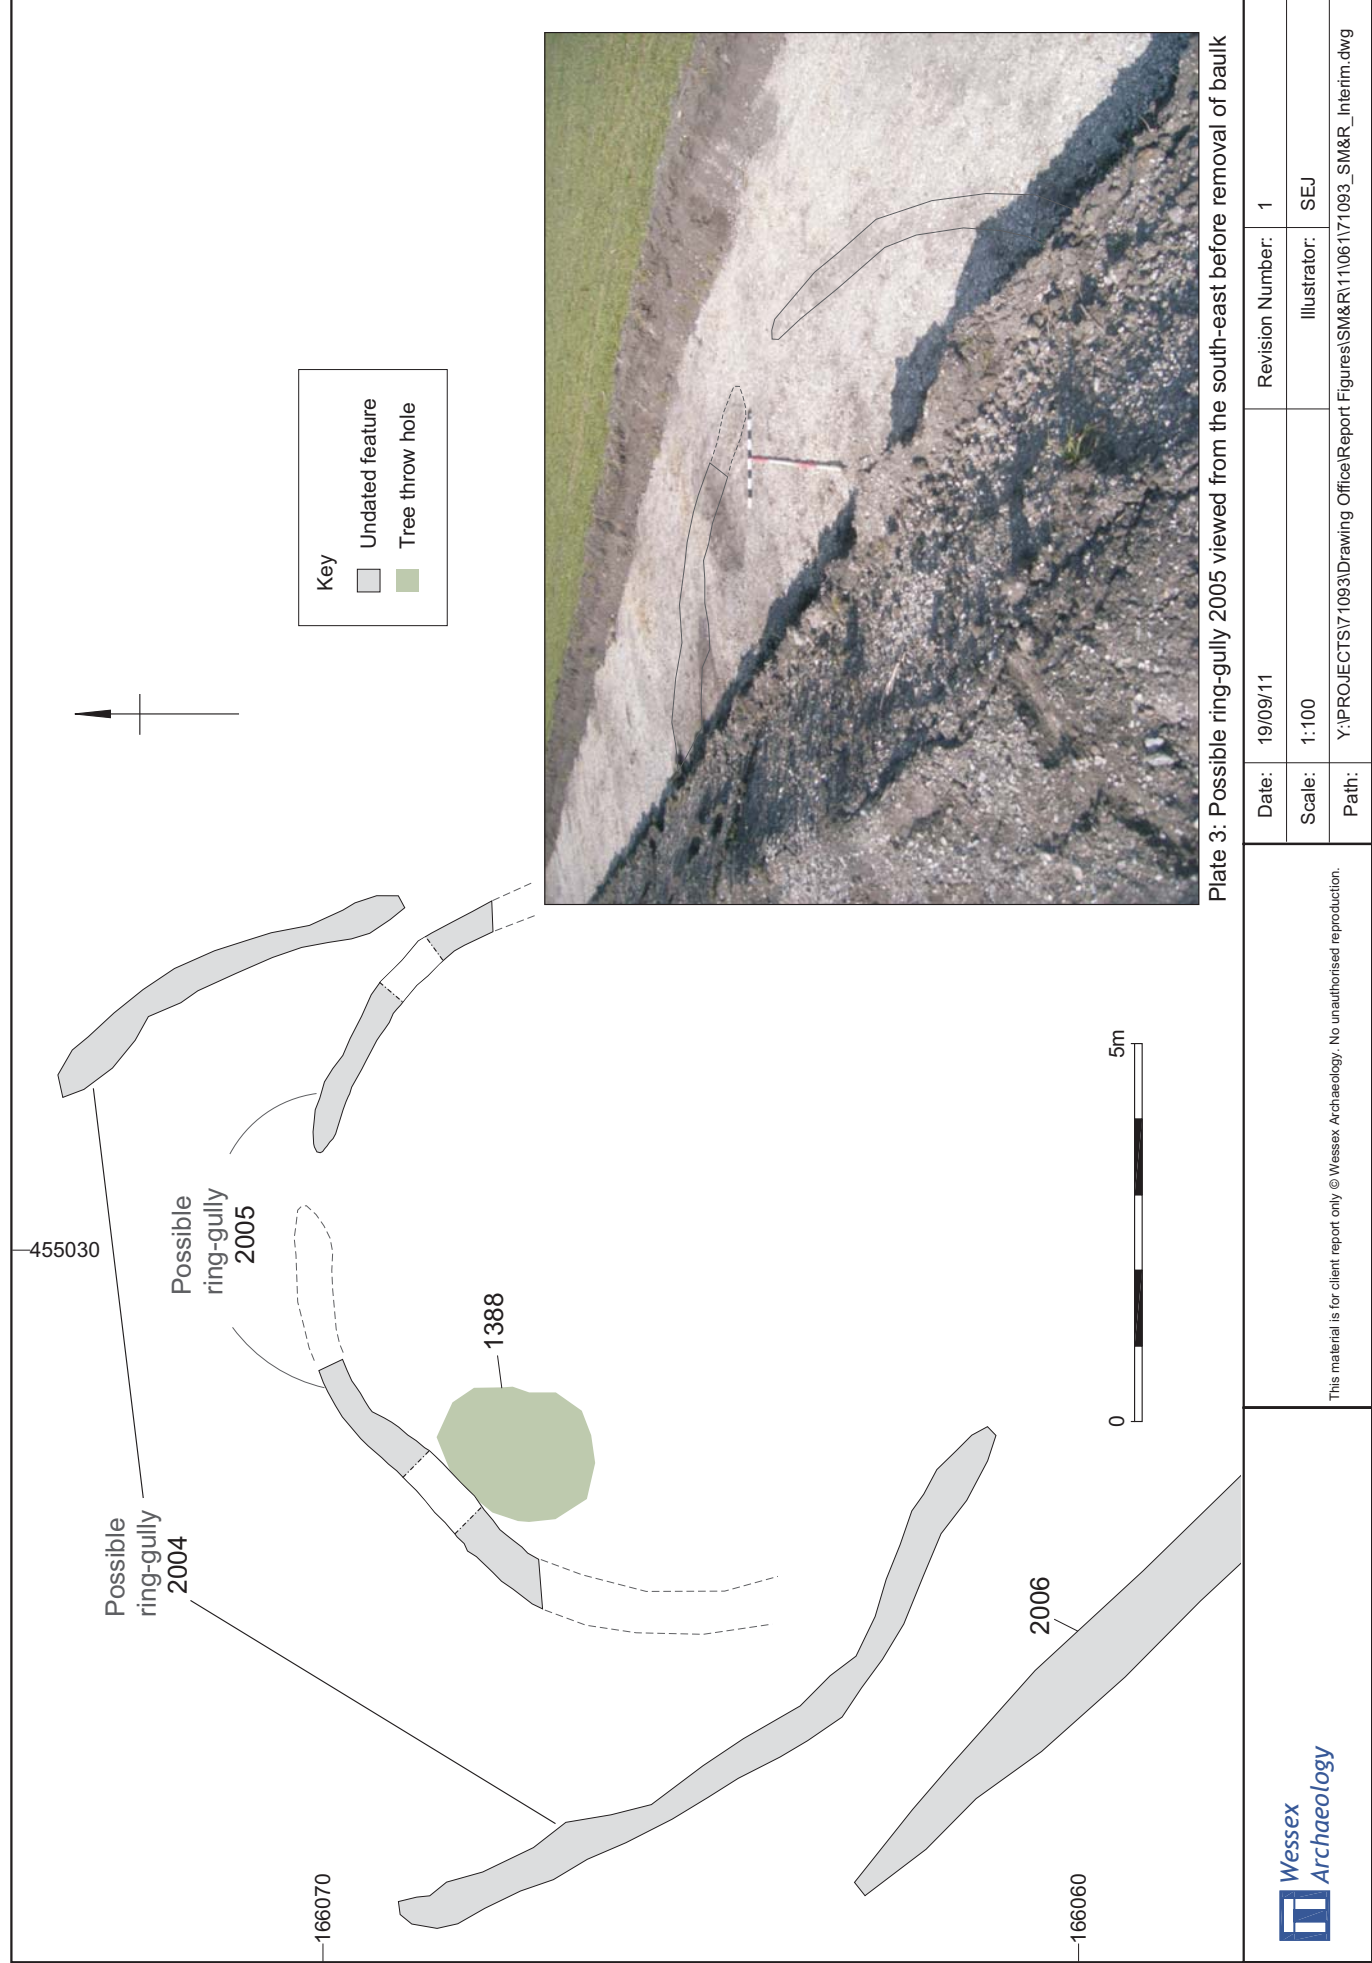 455030
166070
166060
Possible
ring-gully
2004
Possible
ring-gully
2005
1388
2006
0
5m
Key
Undated feature
Tree throw hole
Plate 3: Possible ring-gully 2005 viewed from the south-east before removal of baulk
Wessex
Archaeology
This material is for client report only © Wessex Archaeology. No unauthorised reproduction.
Date: 19/09/11 Revision Number: 1
Scale: 1:100 Illustrator: SEJ
Path: Y:\PROJECTS\71093\Drawing Office\Report Figures\SM&R\11\061\71093_SM&R_Interim.dwg